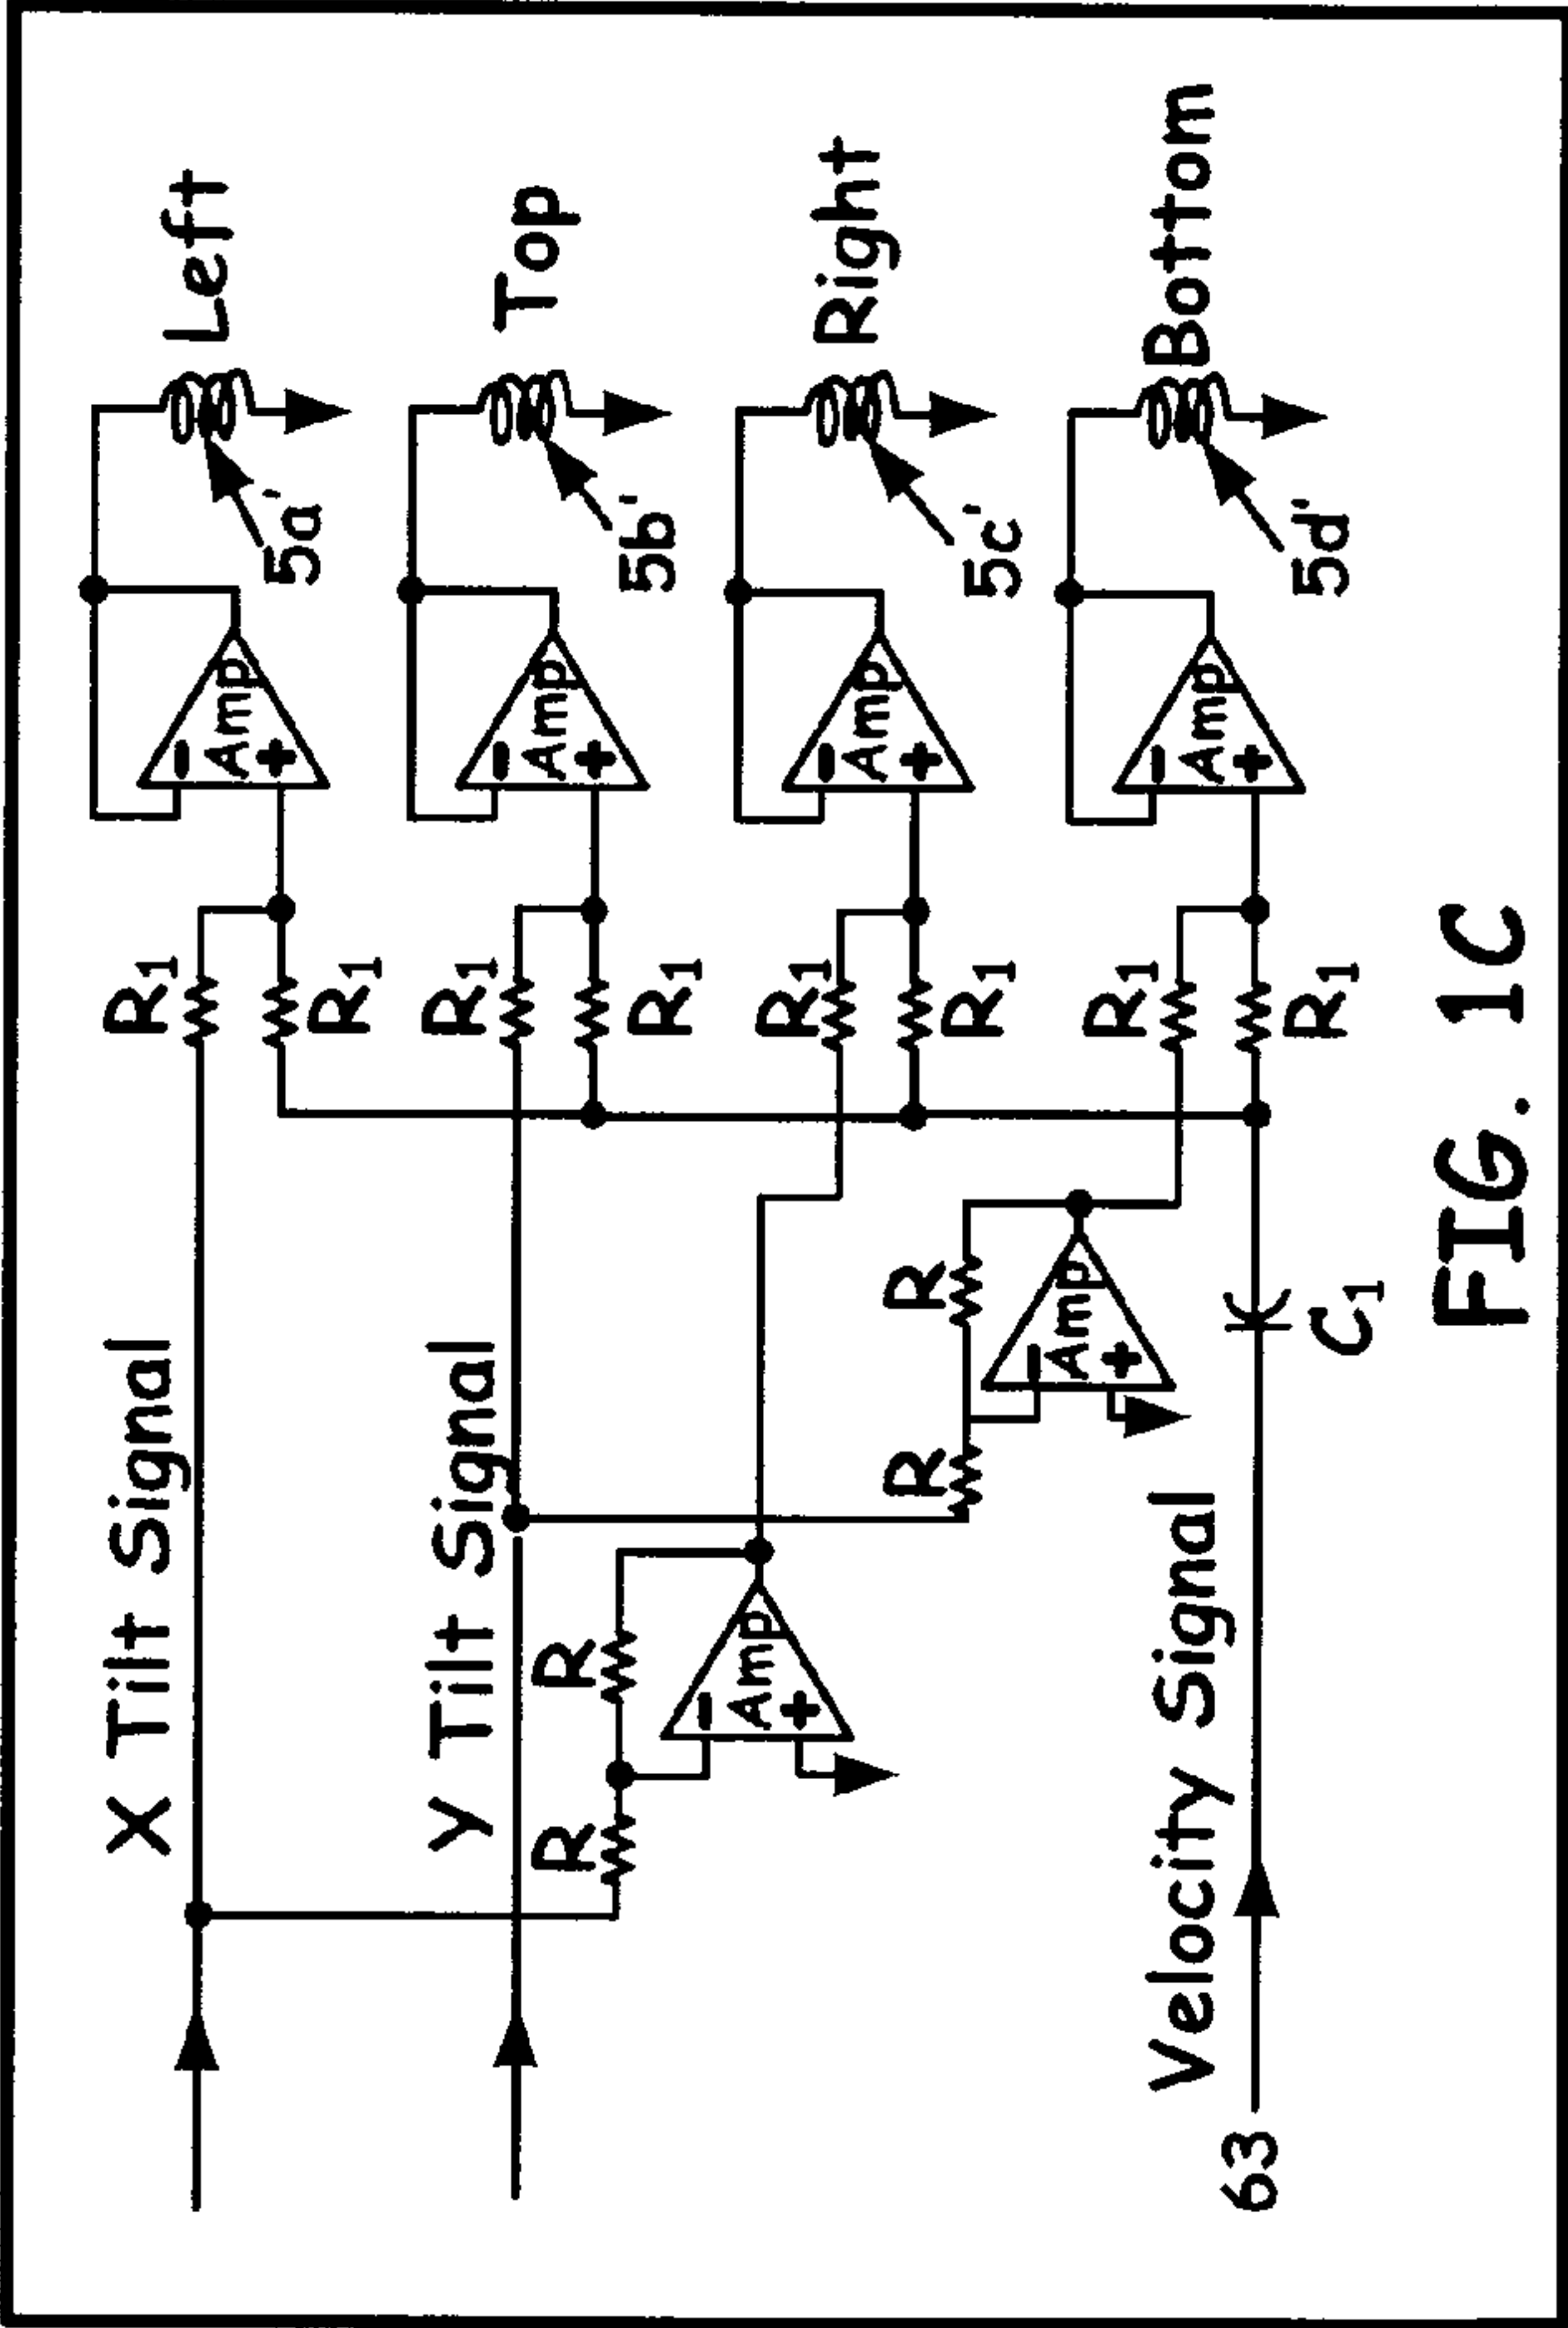 X Tilt Signal
R1
− Amp +
5a'
Left
R1
Y Tilt Signal
R1
− Amp +
5b'
Top
R1
R
R
− Amp +
R1
− Amp +
5c'
Right
R1
R
R
− Amp +
R1
− Amp +
5d'
Bottom
R1
Velocity Signal
63
C1
FIG. 1C